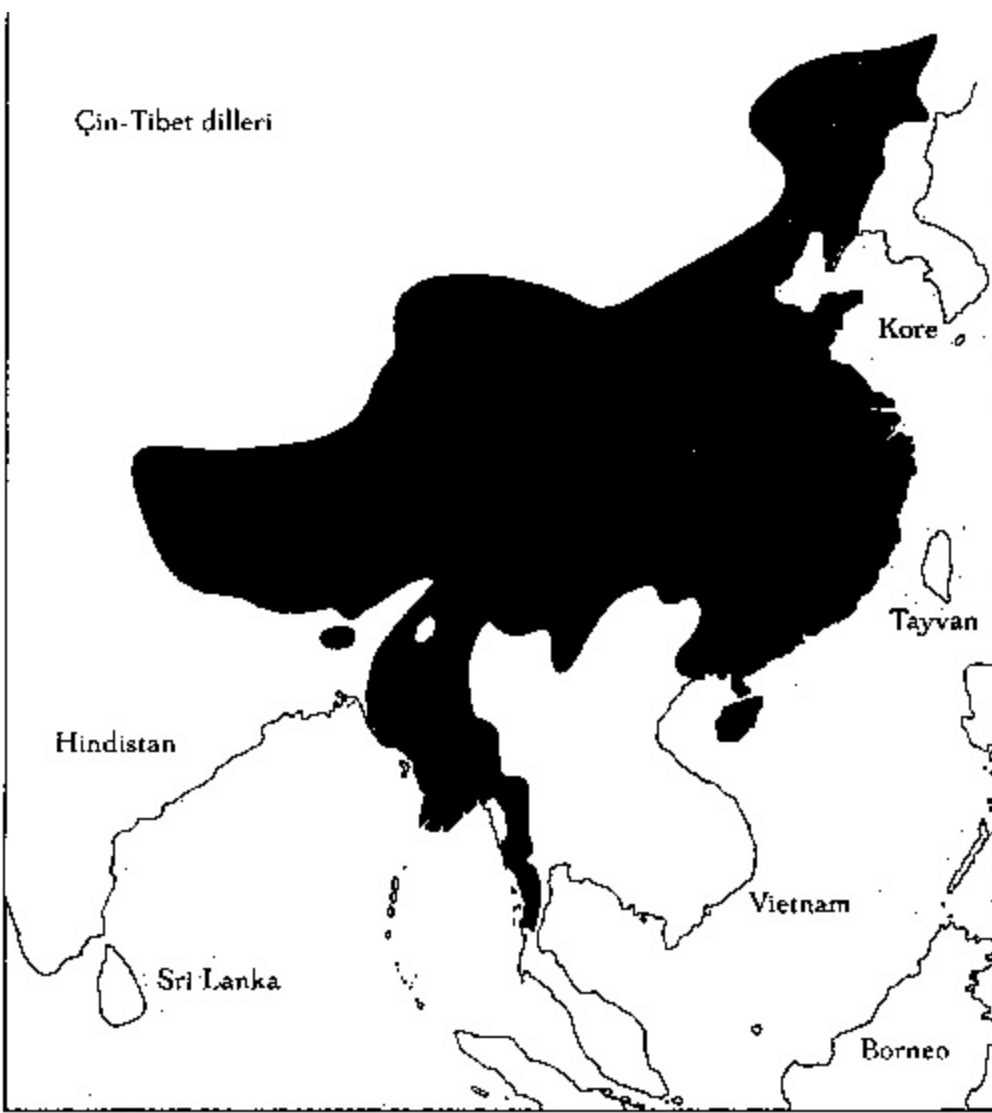 Çin-Tibet dilleri
Kore
Tayvan
Hindistan
Vietnam
Sri Lanka
Borneo